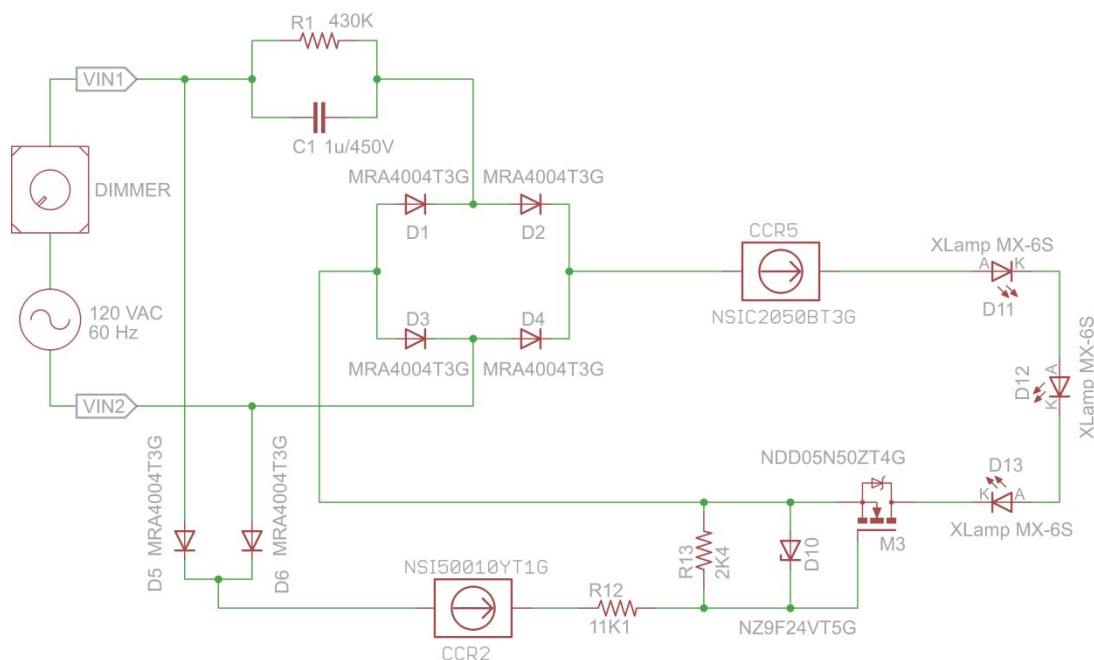 R1 430K
VIN1
C1 1u/450V
DIMMER
MRA4004T3G MRA4004T3G
D1 D2
CCR5
XLamp MX-6S
A K
D11
NSIC2050BT3G
120 VAC
60 Hz
D3 D4
MRA4004T3G MRA4004T3G
D12
A
K
XLamp MX-6S
VIN2
D5 MRA4004T3G
D6 MRA4004T3G
NDD05N50ZT4G
D13
K A
XLamp MX-6S
M3
R13
2K4
D10
NSI50010YT1G
R12
11K1
NZ9F24VT5G
CCR2